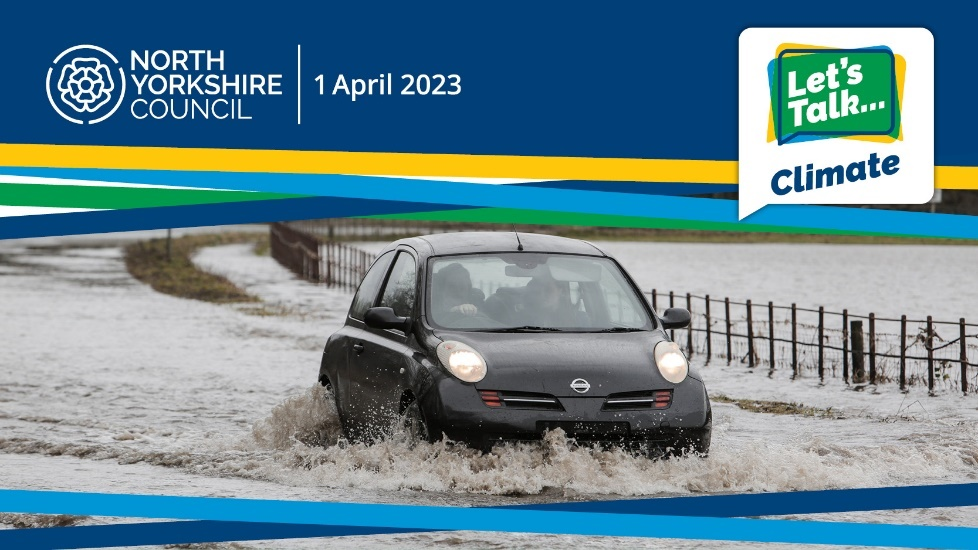 NORTH
YORKSHIRE
COUNCIL
1 April 2023
Let's
Talk...
Climate